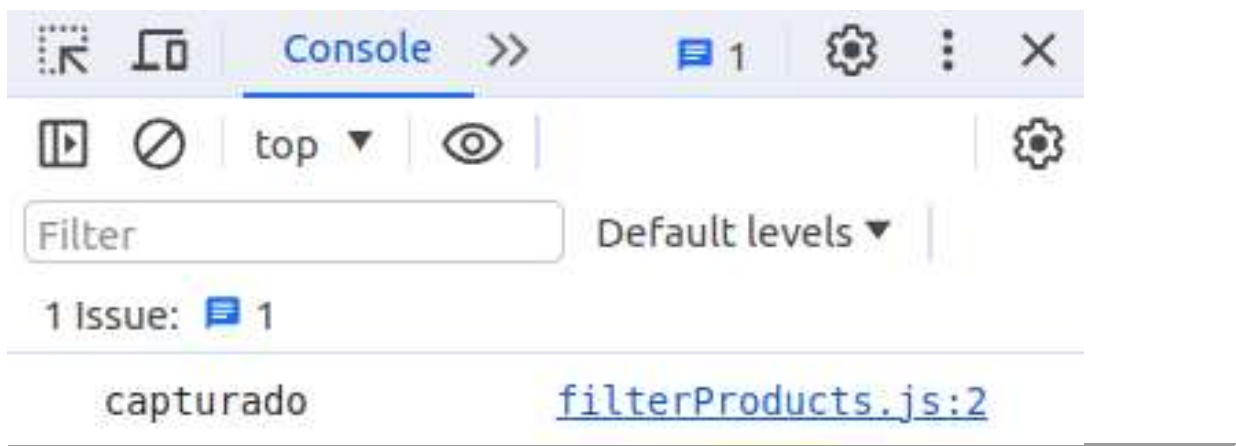 Console 1
top
Filter Default levels
1 Issue: 1
capturado filterProducts.js:2